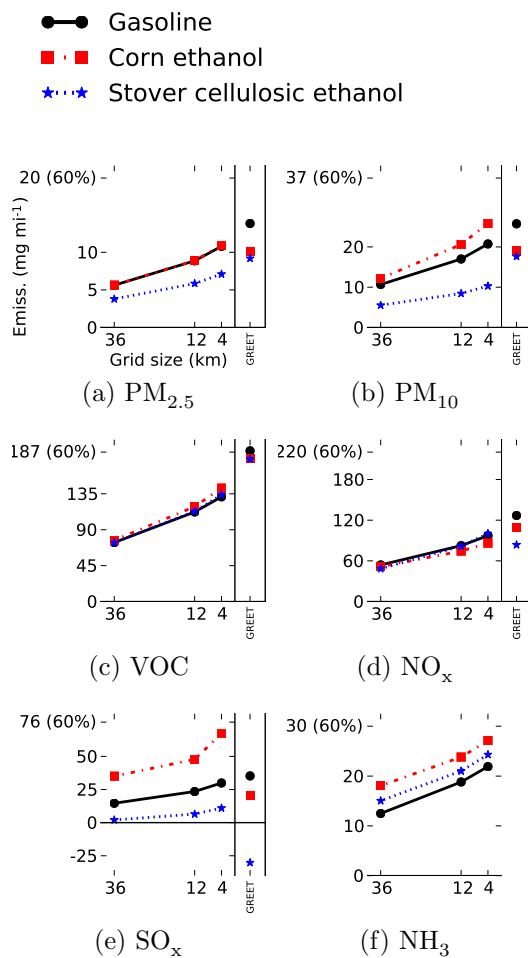 Gasoline
Corn ethanol
Stover cellulosic ethanol
20 (60%)
10
5
0
Emiss. (mg mi-1)
36 12 4
Grid size (km)
GREET
(a) PM2.5
37 (60%)
20
10
0
36 12 4
GREET
(b) PM10
187 (60%)
135
90
45
0
36 12 4
GREET
(c) VOC
220 (60%)
180
120
60
0
36 12 4
GREET
(d) NOx
76 (60%)
50
25
0
-25
36 12 4
GREET
(e) SOx
30 (60%)
20
10
0
36 12 4
(f) NH3